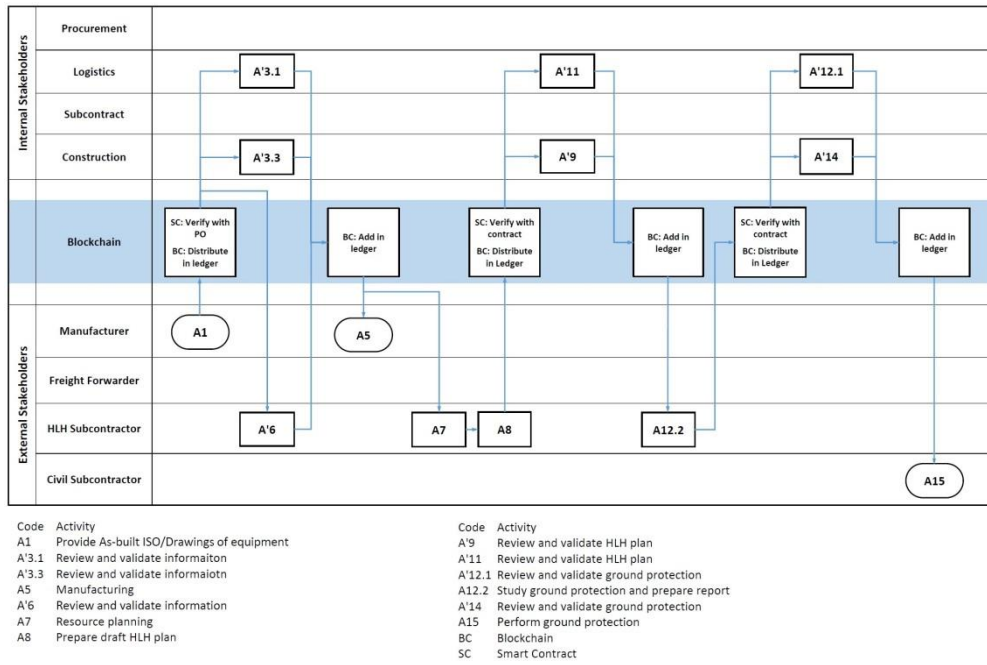 Internal Stakeholders
External Stakeholders
Procurement
Logistics
A'3.1
A'11
A'12.1
Subcontract
Construction
A'3.3
A'9
A'14
Blockchain
SC: Verify with
PO
BC: Distribute
in ledger
BC: Add in
ledger
SC: Verify with
contract
BC: Distribute
in Ledger
BC: Add in
ledger
SC: Verify with
contract
BC: Distribute
in Ledger
BC: Add in
ledger
Manufacturer
A1
A5
Freight Forwarder
HLH Subcontractor
A'6
A7
A8
A12.2
Civil Subcontractor
A15
Code Activity
A1 Provide As-built ISO/Drawings of equipment
A'3.1 Review and validate informaiton
A'3.3 Review and validate informaiotn
A5 Manufacturing
A'6 Review and validate information
A7 Resource planning
A8 Prepare draft HLH plan
Code Activity
A'9 Review and validate HLH plan
A'11 Review and validate HLH plan
A'12.1 Review and validate ground protection
A12.2 Study ground protection and prepare report
A'14 Review and validate ground protection
A15 Perform ground protection
BC Blockchain
SC Smart Contract